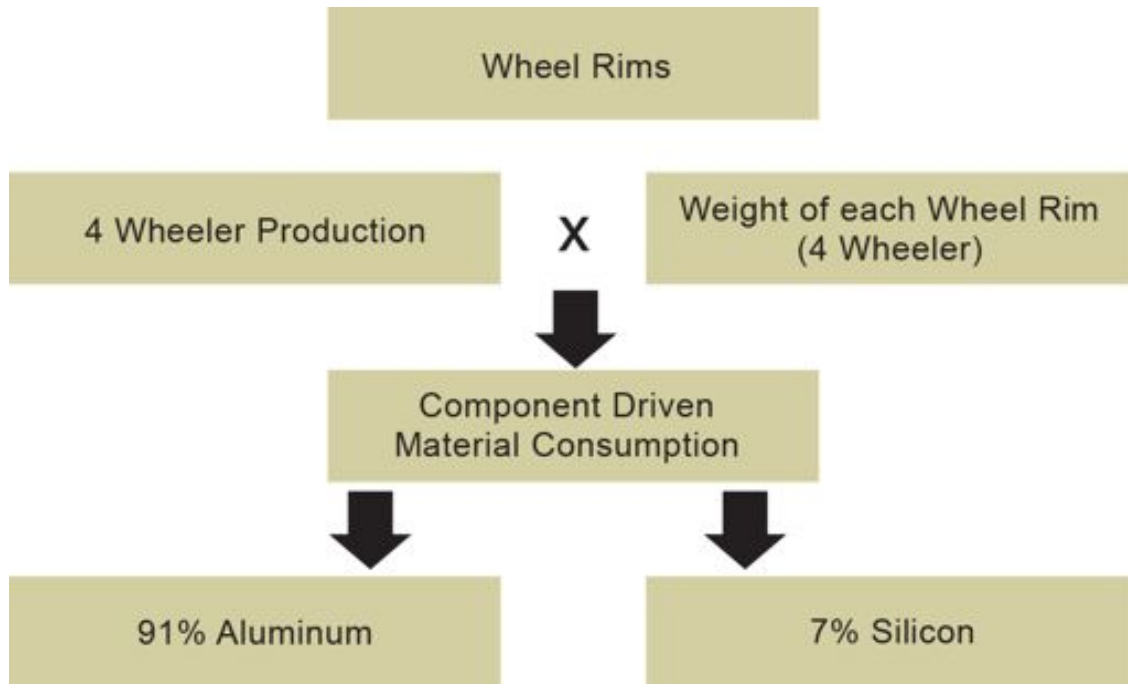 Wheel Rims
4 Wheeler Production
X
Weight of each Wheel Rim
(4 Wheeler)
Component Driven
Material Consumption
91% Aluminum
7% Silicon